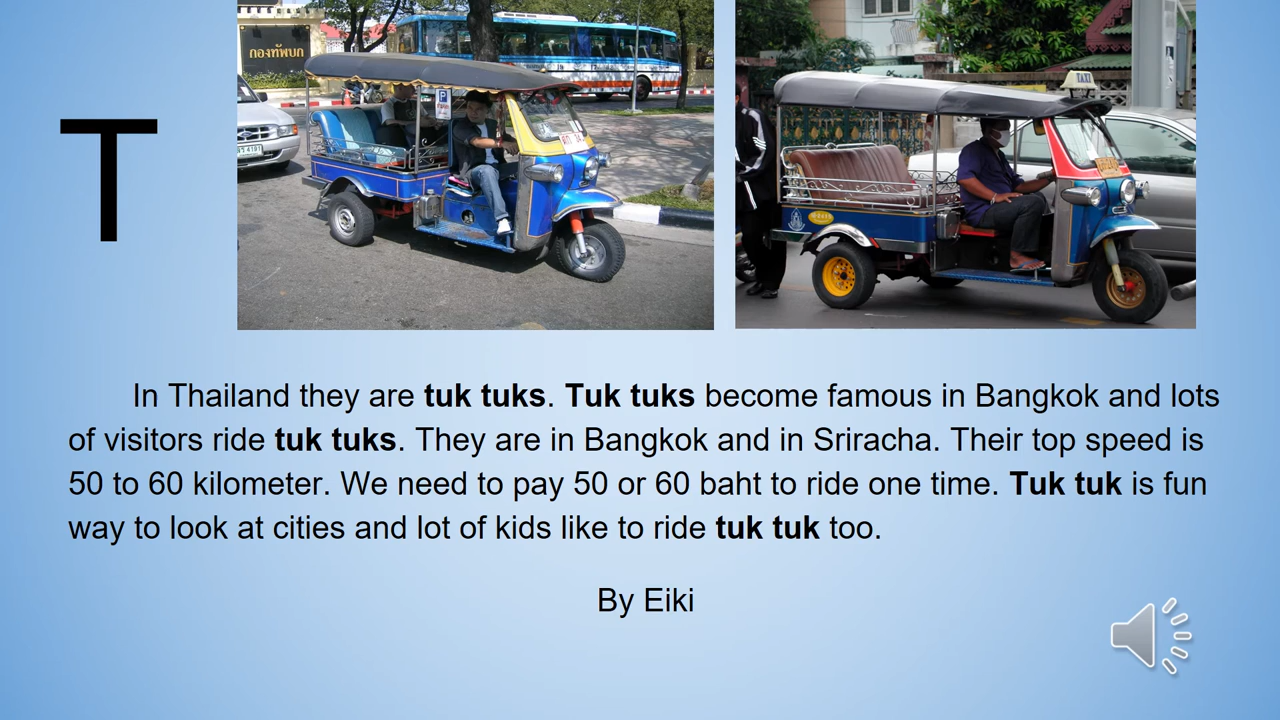 กองทัพบก
TAXI
T
In Thailand they are tuk tuks. Tuk tuks become famous in Bangkok and lots
of visitors ride tuk tuks. They are in Bangkok and in Sriracha. Their top speed is
50 to 60 kilometer. We need to pay 50 or 60 baht to ride one time. Tuk tuk is fun
way to look at cities and lot of kids like to ride tuk tuk too.
By Eiki